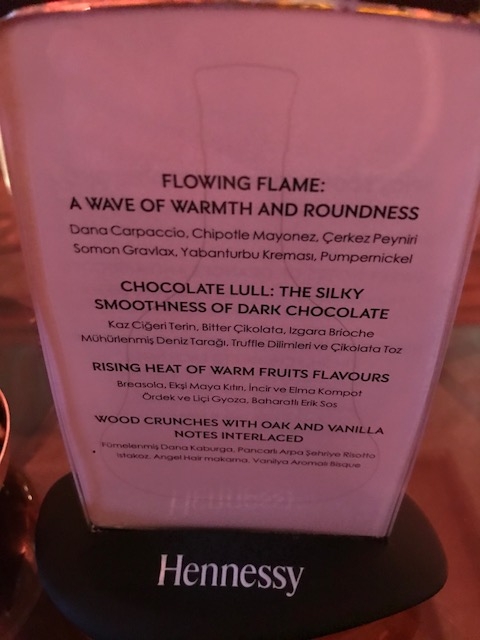 FLOWING FLAME:
A WAVE OF WARMTH AND ROUNDNESS
Dana Carpaccio, Chipotle Mayonez, Çerkez Peyniri
Somon Gravlax, Yabanturbu Kreması, Pumpernickel
CHOCOLATE LULL: THE SILKY
SMOOTHNESS OF DARK CHOCOLATE
Kaz Ciğeri Terin, Bitter Çikolata, Izgara Brioche
Mühürlenmiş Deniz Tarağı, Truffle Dilimleri ve Çikolata Toz
RISING HEAT OF WARM FRUITS FLAVOURS
Breasola, Ekşi Maya Kıtırı, İncir ve Elma Kompot
Ördek ve Liçi Gyoza, Baharatlı Erik Sos
WOOD CRUNCHES WITH OAK AND VANILLA
NOTES INTERLACED
Fümelenmiş Dana Kaburga, Pancarlı Arpa Şehriye Risotto
Istakoz, Angel Hair makarna, Vanilya Aromalı Bisque
Hennessy